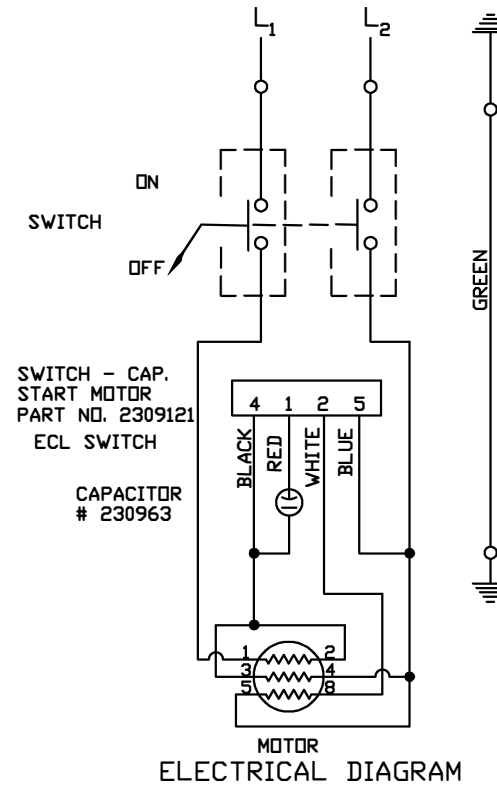 L1
L2
ON
SWITCH
OFF
GREEN
SWITCH - CAP.
START MOTOR
PART NO. 2309121
ECL SWITCH
4 1 2 5
BLACK
RED
WHITE
BLUE
CAPACITOR
# 230963
1 2
3 4
5 8
MOTOR
ELECTRICAL DIAGRAM